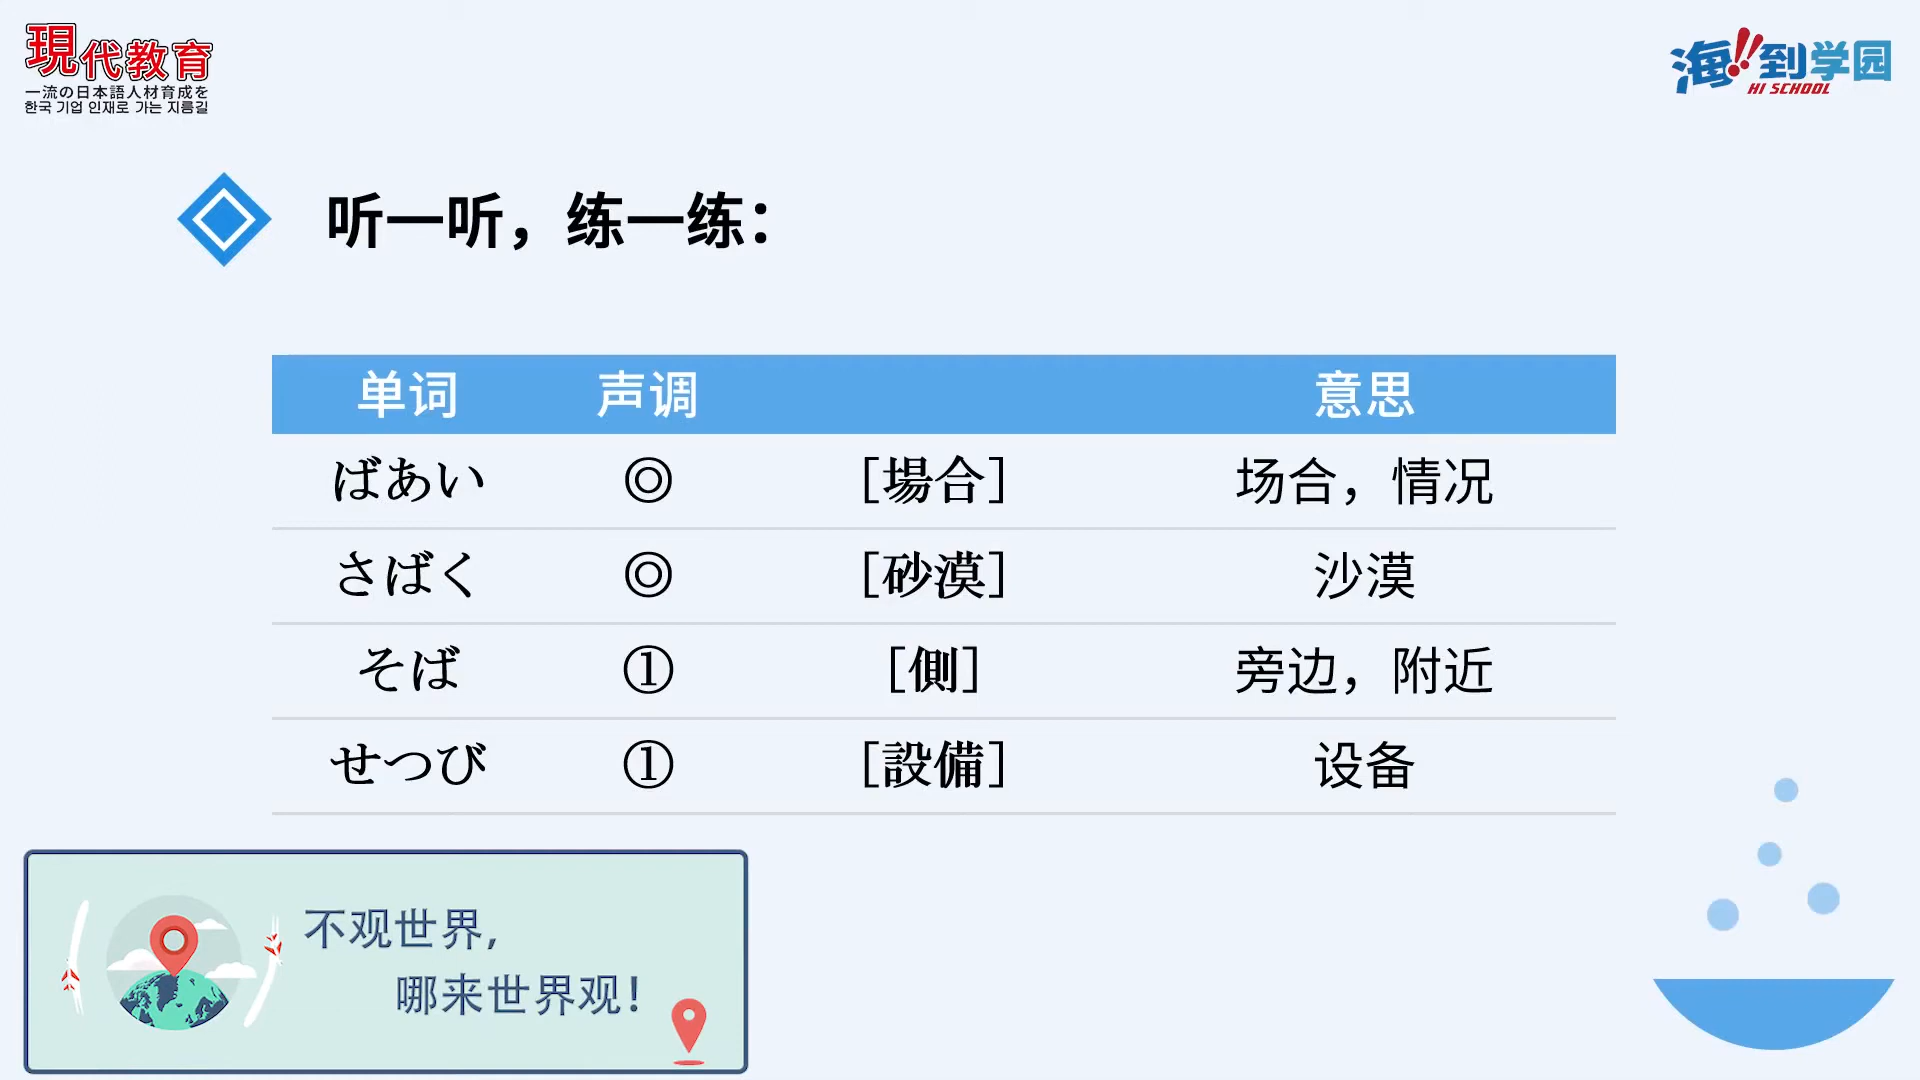 現代教育
一流の日本語人材育成を
한국 기업 인재로 가는 지름길
海!!到学园
HI SCHOOL
听一听，练一练：
单词 声调 意思
ばあい ◎ ［場合］ 场合，情况
さばく ◎ ［砂漠］ 沙漠
そば ① ［側］ 旁边，附近
せつび ① ［設備］ 设备
不观世界，
哪来世界观！